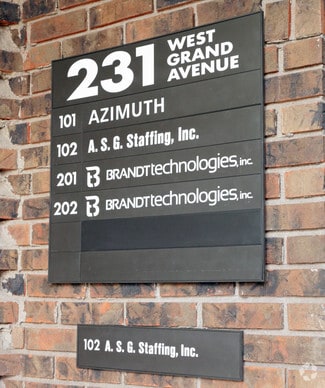 231 WEST
GRAND
AVENUE
101 AZIMUTH
102 A. S. G. Staffing, Inc.
201 BRANDTtechnologies, inc.
202 BRANDTtechnologies, inc.
102 A. S. G. Staffing, Inc.